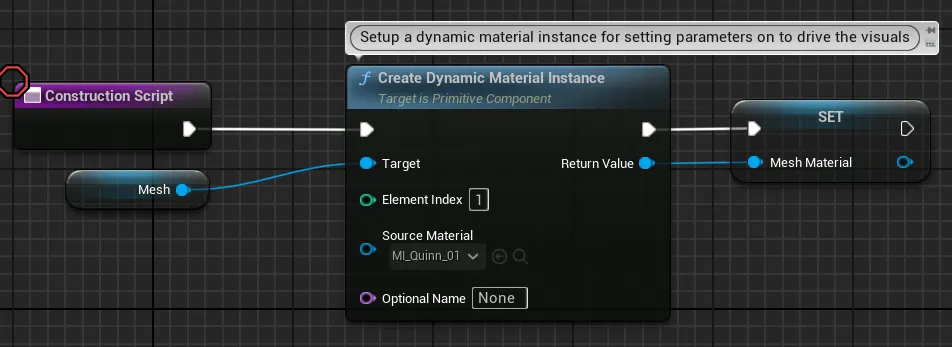 Setup a dynamic material instance for setting parameters on to drive the visuals
Construction Script
f Create Dynamic Material Instance
Target is Primitive Component
SET
Target
Return Value
Mesh Material
Mesh
Element Index 1
Source Material
MI_Quinn_01
Optional Name None